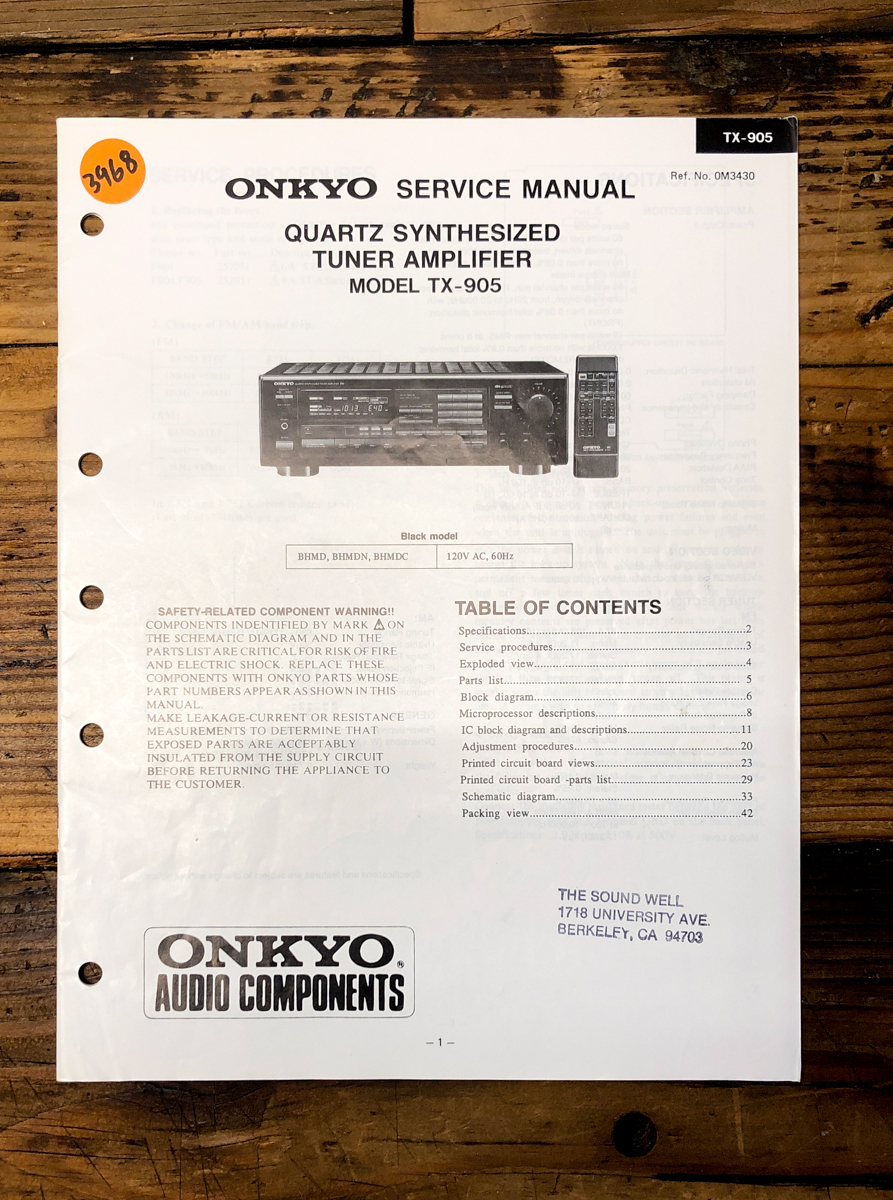 TX-905
3968
Ref. No. 0M3430
ONKYO SERVICE MANUAL
QUARTZ SYNTHESIZED
TUNER AMPLIFIER
MODEL TX-905
ONKYO
Black model
BHMD, BHMDN, BHMDC 120V AC, 60Hz
SAFETY-RELATED COMPONENT WARNING!!
COMPONENTS INDENTIFIED BY MARK ⚠ ON
THE SCHEMATIC DIAGRAM AND IN THE
PARTS LIST ARE CRITICAL FOR RISK OF FIRE
AND ELECTRIC SHOCK. REPLACE THESE
COMPONENTS WITH ONKYO PARTS WHOSE
PART NUMBERS APPEAR AS SHOWN IN THIS
MANUAL.
MAKE LEAKAGE-CURRENT OR RESISTANCE
MEASUREMENTS TO DETERMINE THAT
EXPOSED PARTS ARE ACCEPTABLY
INSULATED FROM THE SUPPLY CIRCUIT
BEFORE RETURNING THE APPLIANCE TO
THE CUSTOMER.
TABLE OF CONTENTS
Specifications..........2
Service procedures..........3
Exploded view..........4
Parts list.......... 5
Block diagram..........6
Microprocessor descriptions..........8
IC block diagram and descriptions..........11
Adjustment procedures..........20
Printed circuit board views..........23
Printed circuit board -parts list..........29
Schematic diagram..........33
Packing view..........42
THE SOUND WELL
1718 UNIVERSITY AVE.
BERKELEY, CA 94703
ONKYO®
AUDIO COMPONENTS
– 1 –